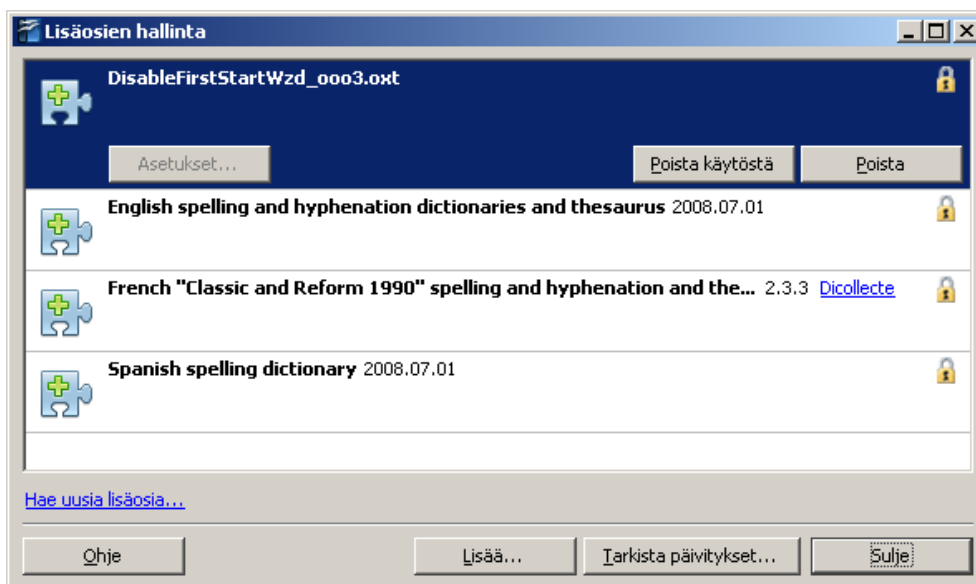 Lisäosien hallinta
DisableFirstStartWzd_ooo3.oxt
Asetukset...
Poista käytöstä
Poista
English spelling and hyphenation dictionaries and thesaurus 2008.07.01
French "Classic and Reform 1990" spelling and hyphenation and the... 2.3.3 Dicollecte
Spanish spelling dictionary 2008.07.01
Hae uusia lisäosia...
Ohje
Lisää...
Tarkista päivitykset...
Sulje